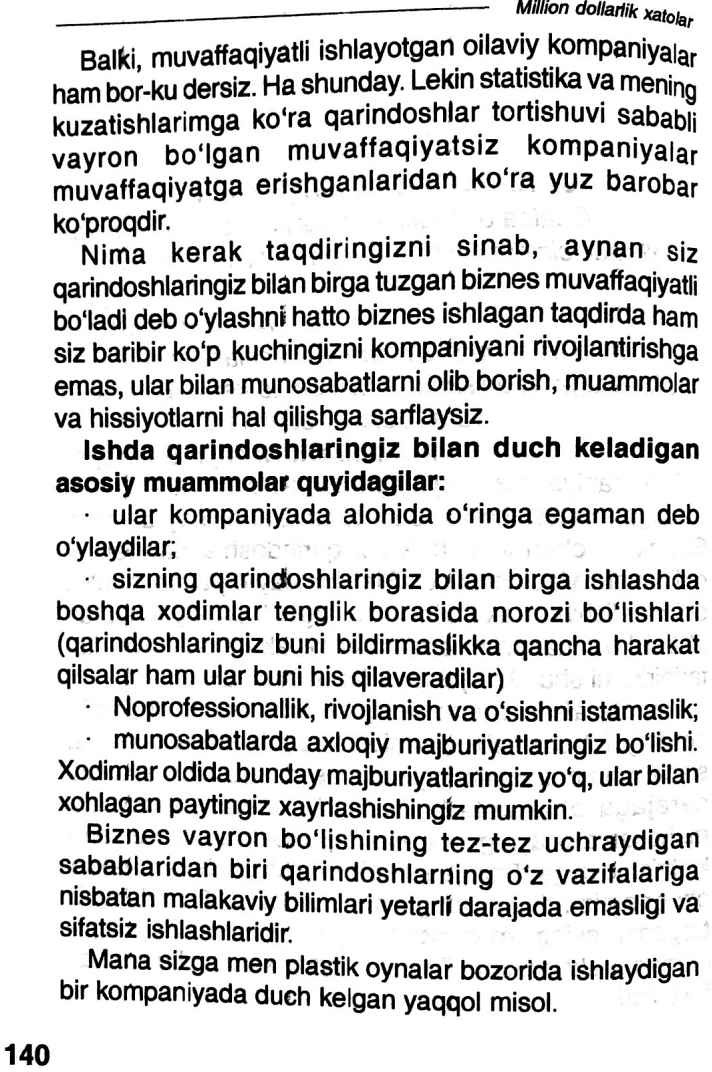 Million dollarlik xatolar
Balki, muvaffaqiyatli ishlayotgan oilaviy kompaniyalar
ham bor-ku dersiz. Ha shunday. Lekin statistika va mening
kuzatishlarimga ko‘ra qarindoshlar tortishuvi sababli
vayron bo‘lgan muvaffaqiyatsiz kompaniyalar
muvaffaqiyatga erishganlaridan ko‘ra yuz barobar
ko‘proqdir.
Nima kerak taqdiringizni sinab, aynan siz
qarindoshlaringiz bilan birga tuzgan biznes muvaffaqiyatli
bo‘ladi deb o‘ylashni hatto biznes ishlagan taqdirda ham
siz baribir ko‘p kuchingizni kompaniyani rivojlantirishga
emas, ular bilan munosabatlarni olib borish, muammolar
va hissiyotlarni hal qilishga sarflaysiz.
Ishda qarindoshlaringiz bilan duch keladigan
asosiy muammolar quyidagilar:
· ular kompaniyada alohida o‘ringa egaman deb
o‘ylaydilar;
· sizning qarindoshlaringiz bilan birga ishlashda
boshqa xodimlar tenglik borasida norozi bo‘lishlari
(qarindoshlaringiz buni bildirmaslikka qancha harakat
qilsalar ham ular buni his qilaveradilar)
· Noprofessionallik, rivojlanish va o‘sishni istamaslik;
· munosabatlarda axloqiy majburiyatlaringiz bo‘lishi.
Xodimlar oldida bunday majburiyatlaringiz yo‘q, ular bilan
xohlagan paytingiz xayrlashishingiz mumkin.
Biznes vayron bo‘lishining tez-tez uchraydigan
sabablaridan biri qarindoshlarning o‘z vazifalariga
nisbatan malakaviy bilimlari yetarli darajada emasligi va
sifatsiz ishlashlaridir.
Mana sizga men plastik oynalar bozorida ishlaydigan
bir kompaniyada duch kelgan yaqqol misol.
140